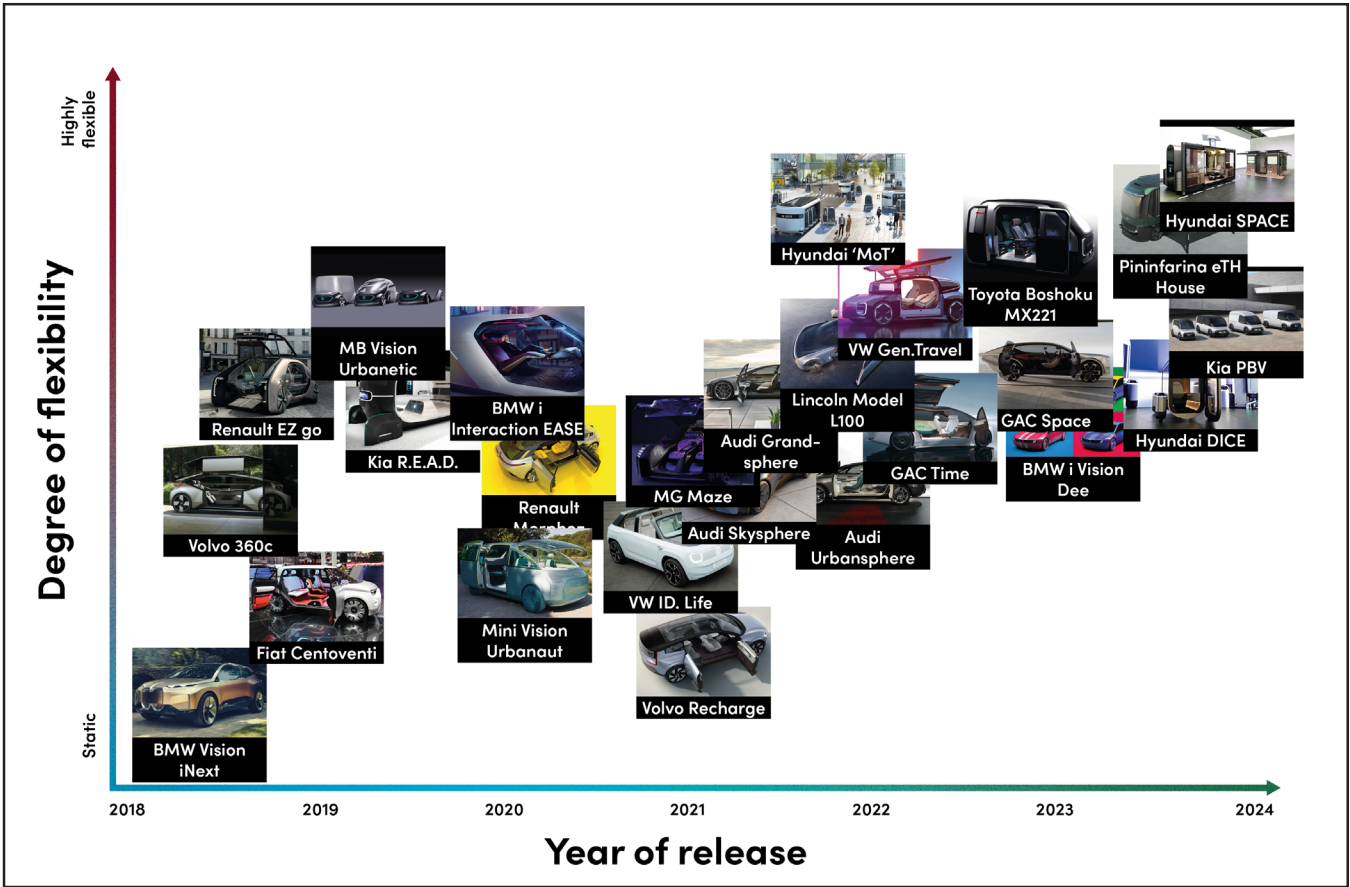 Highly
flexible
Degree of flexibility
Static
Hyundai SPACE
Hyundai ‘MoT’
Pininfarina eTH
House
Toyota Boshoku
MX221
MB Vision
Urbanetic
VW Gen.Travel
Kia PBV
Renault EZ go
BMW i
Interaction EASE
Lincoln Model
L100
GAC Space
Hyundai DICE
Kia R.E.A.D.
Audi Grand-
sphere
GAC Time
BMW i Vision
Dee
MG Maze
Renault
Audi Skysphere
Audi
Urbansphere
Volvo 360c
VW ID. Life
Mini Vision
Urbanaut
Fiat Centoventi
Volvo Recharge
BMW Vision
iNext
2018
2019
2020
2021
2022
2023
2024
Year of release